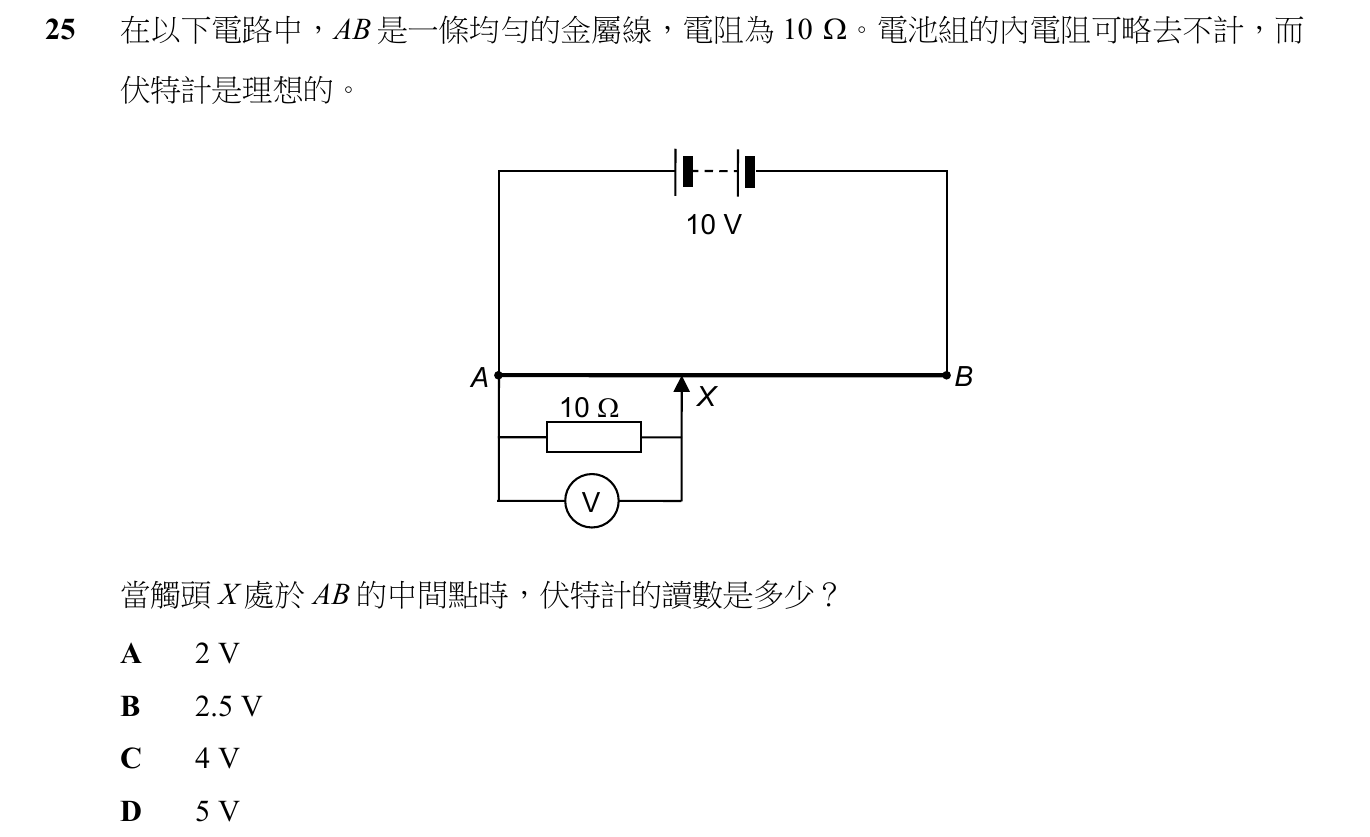 25 在以下電路中，AB 是一條均勻的金屬線，電阻為 10 Ω。電池組的內電阻可略去不計，而
伏特計是理想的。
10 V
A
B
X
10 Ω
V
當觸頭 X 處於 AB 的中間點時，伏特計的讀數是多少？
A 2 V
B 2.5 V
C 4 V
D 5 V